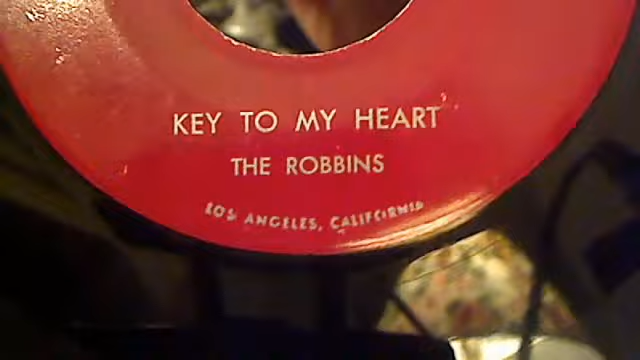 KEY TO MY HEART
THE ROBBINS
LOS ANGELES, CALIFORNIA